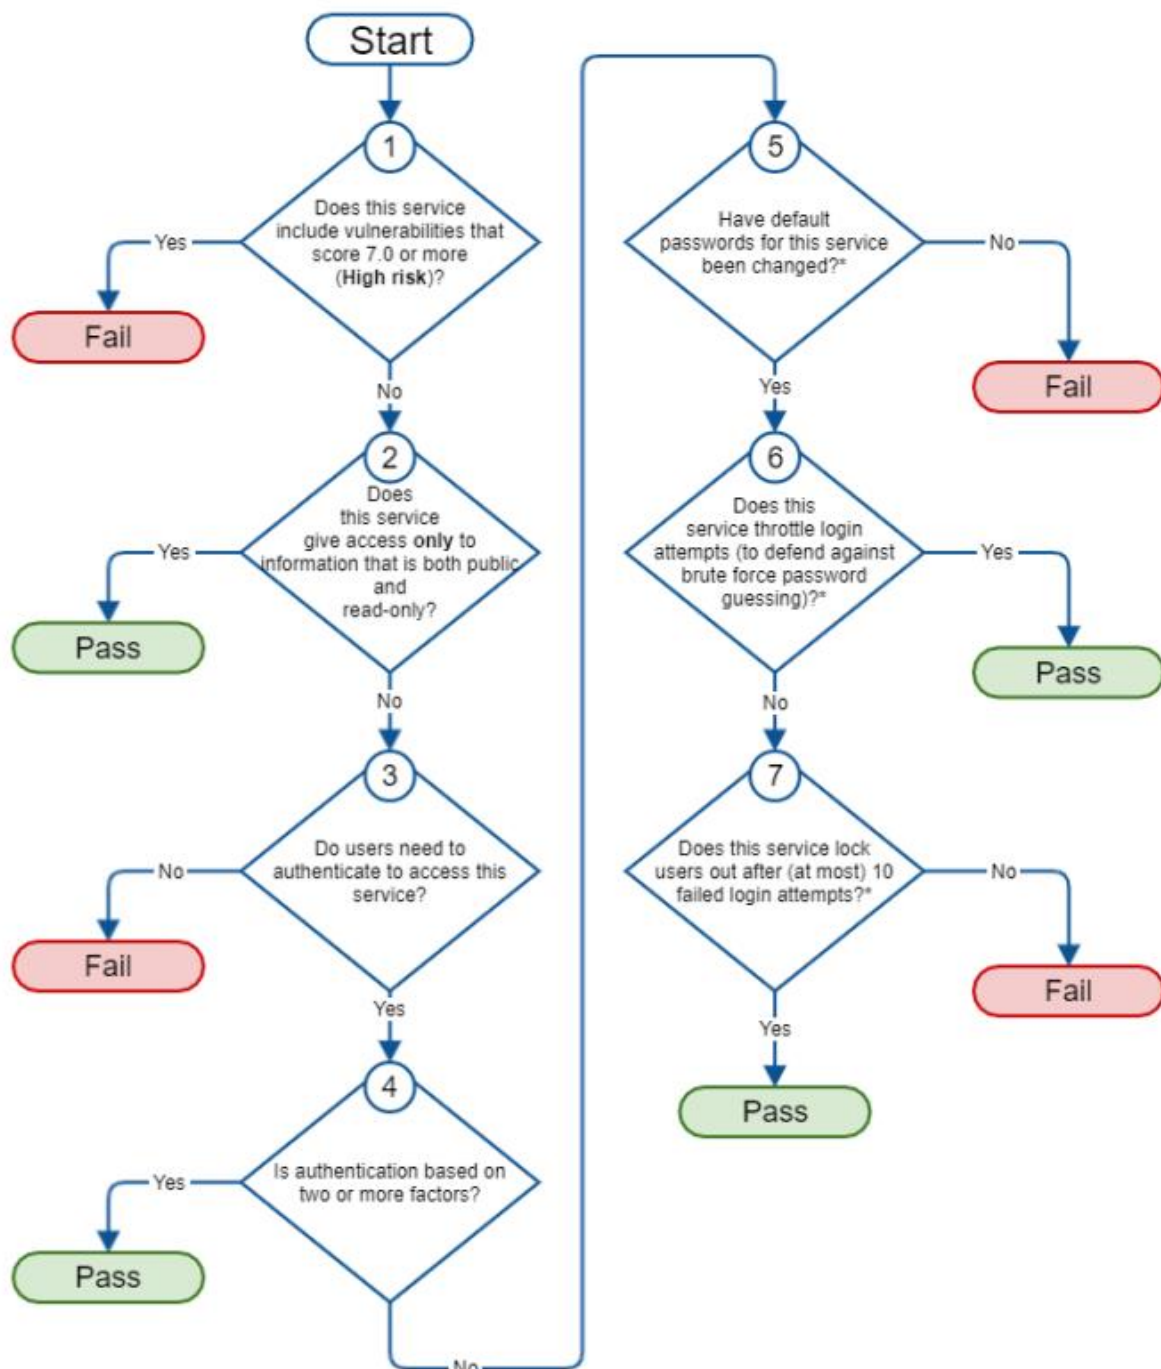 Start
1
Does this service
include vulnerabilities that
score 7.0 or more
(High risk)?
Yes
Fail
No
2
Does
this service
give access only to
information that is both public
and
read-only?
Yes
Pass
No
3
Do users need to
authenticate to access this
service?
No
Fail
Yes
4
Is authentication based on
two or more factors?
Yes
Pass
No
5
Have default
passwords for this service
been changed?*
No
Fail
Yes
6
Does this
service throttle login
attempts (to defend against
brute force password
guessing)?*
Yes
Pass
No
7
Does this service lock
users out after (at most) 10
failed login attempts?*
No
Fail
Yes
Pass